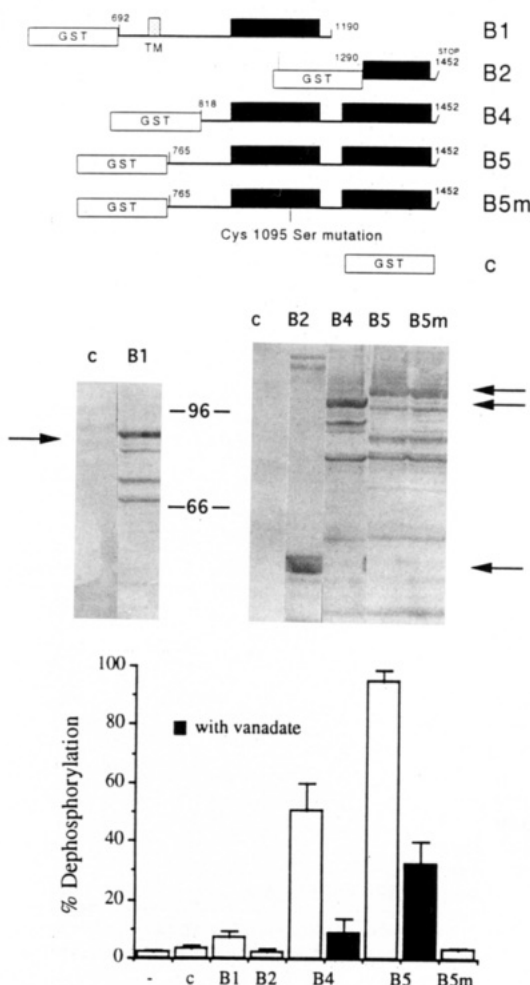 692
1190
GST
TM
B1
1290
STOP
1452
GST
B2
818
1452
GST
B4
765
1452
GST
B5
765
1452
GST
B5m
Cys 1095 Ser mutation
GST
c
c B1
c B2 B4 B5 B5m
–96–
–66–
100
80
60
40
20
0
% Dephosphorylation
with vanadate
- c B1 B2 B4 B5 B5m